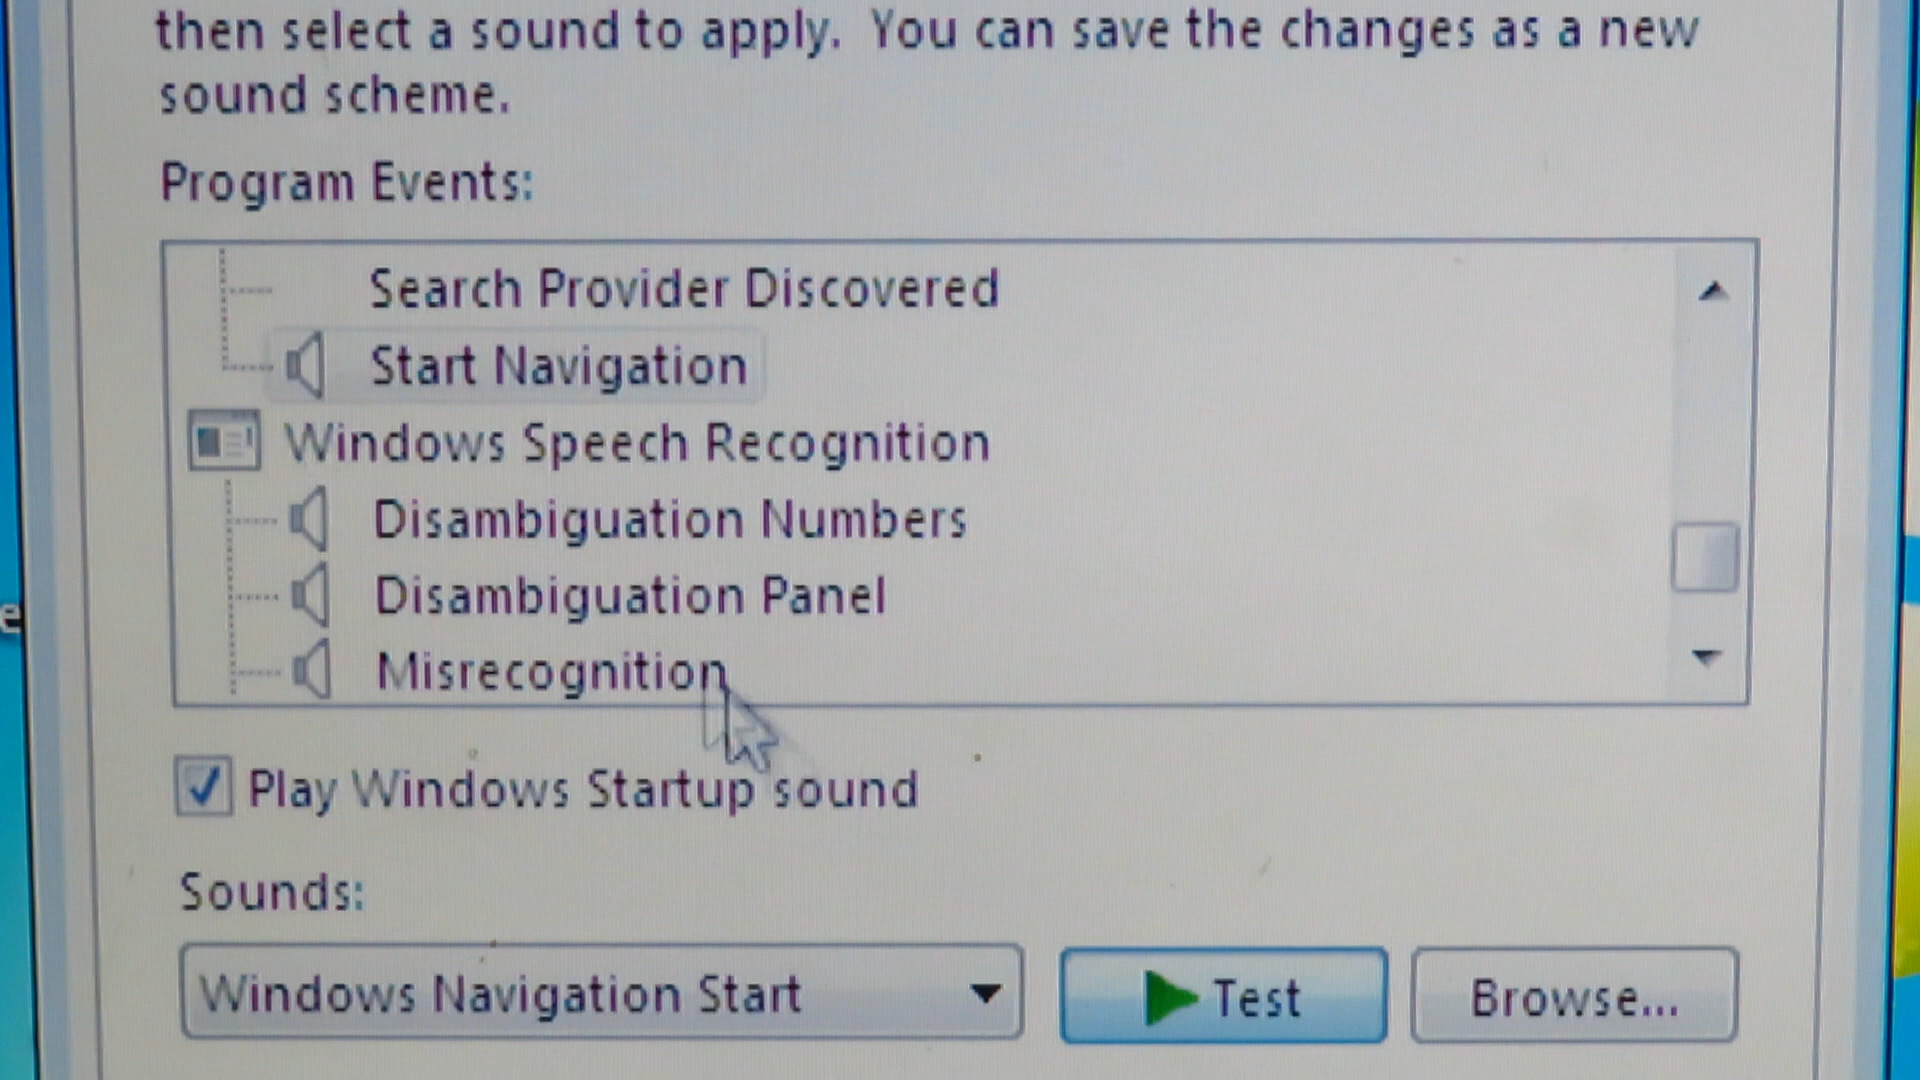 then select a sound to apply. You can save the changes as a new
sound scheme.
Program Events:
Search Provider Discovered
Start Navigation
Windows Speech Recognition
Disambiguation Numbers
Disambiguation Panel
Misrecognition
Play Windows Startup sound
Sounds:
Windows Navigation Start
Test
Browse...
e